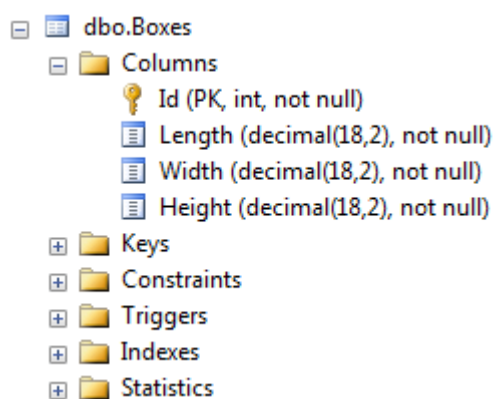 dbo.Boxes
Columns
Id (PK, int, not null)
Length (decimal(18,2), not null)
Width (decimal(18,2), not null)
Height (decimal(18,2), not null)
Keys
Constraints
Triggers
Indexes
Statistics